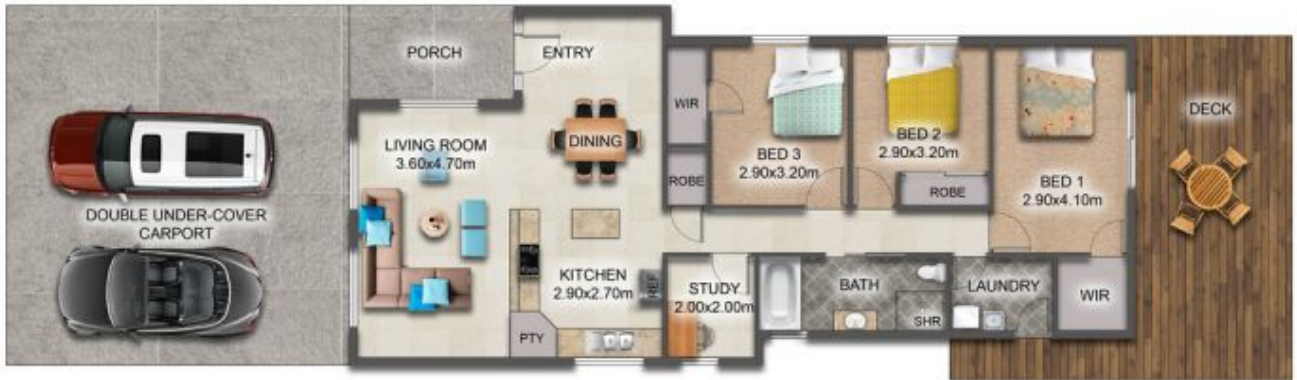 PORCH
ENTRY
LIVING ROOM
3.60x4.70m
DINING
WIR
ROBE
BED 3
2.90x3.20m
BED 2
2.90x3.20m
ROBE
BED 1
2.90x4.10m
DECK
DOUBLE UNDER-COVER
CARPORT
KITCHEN
2.90x2.70m
REF
PTY
STUDY
2.00x2.00m
BATH
SHR
LAUNDRY
WIR